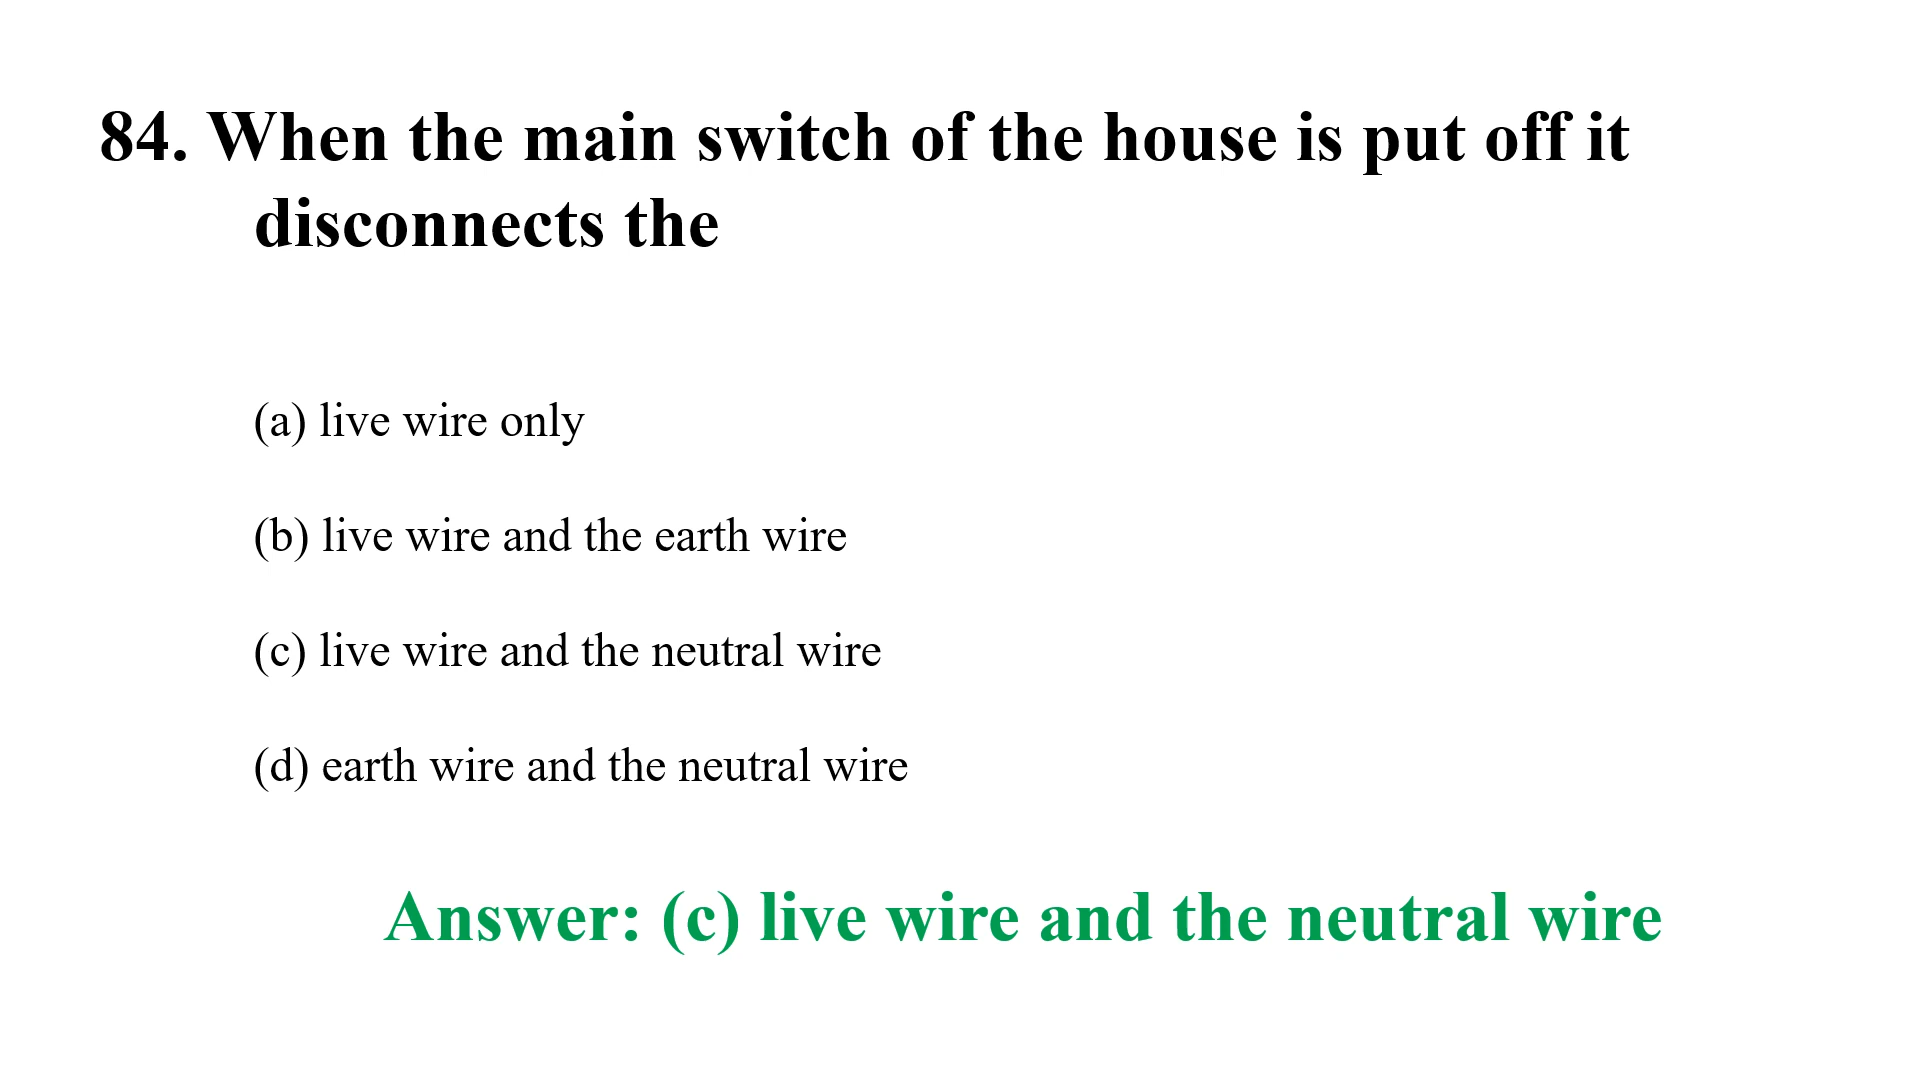 84. When the main switch of the house is put off it
disconnects the
(a) live wire only
(b) live wire and the earth wire
(c) live wire and the neutral wire
(d) earth wire and the neutral wire
Answer: (c) live wire and the neutral wire